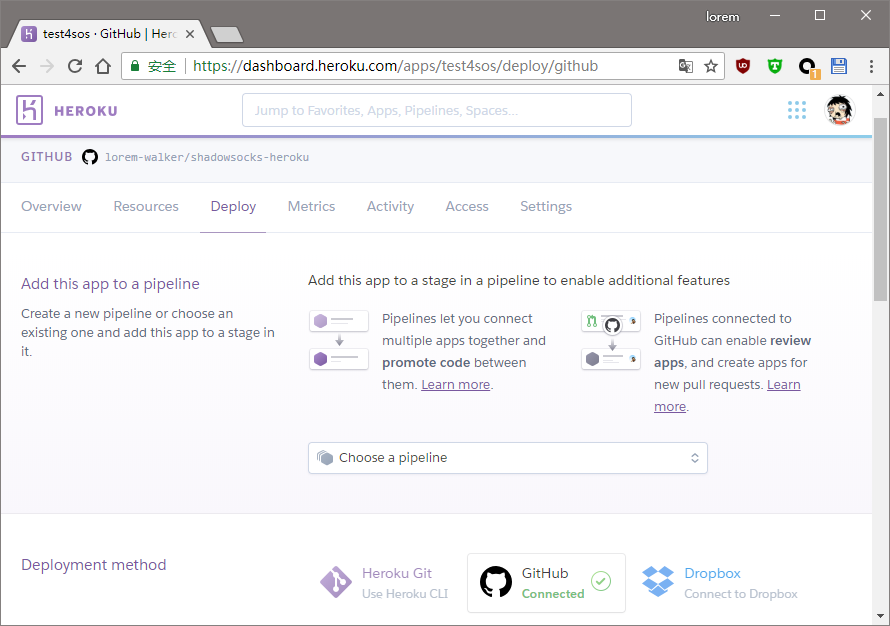 lorem
test4sos · GitHub | Herc
安全 https://dashboard.heroku.com/apps/test4sos/deploy/github
1
HEROKU
Jump to Favorites, Apps, Pipelines, Spaces...
GITHUB lorem-walker/shadowsocks-heroku
Overview Resources Deploy Metrics Activity Access Settings
Add this app to a pipeline
Create a new pipeline or choose an
existing one and add this app to a stage in
it.
Add this app to a stage in a pipeline to enable additional features
Pipelines let you connect
multiple apps together and
promote code between
them. Learn more.
Pipelines connected to
GitHub can enable review
apps, and create apps for
new pull requests. Learn
more.
Choose a pipeline
Deployment method
Heroku Git
Use Heroku CLI
GitHub
Connected
Dropbox
Connect to Dropbox